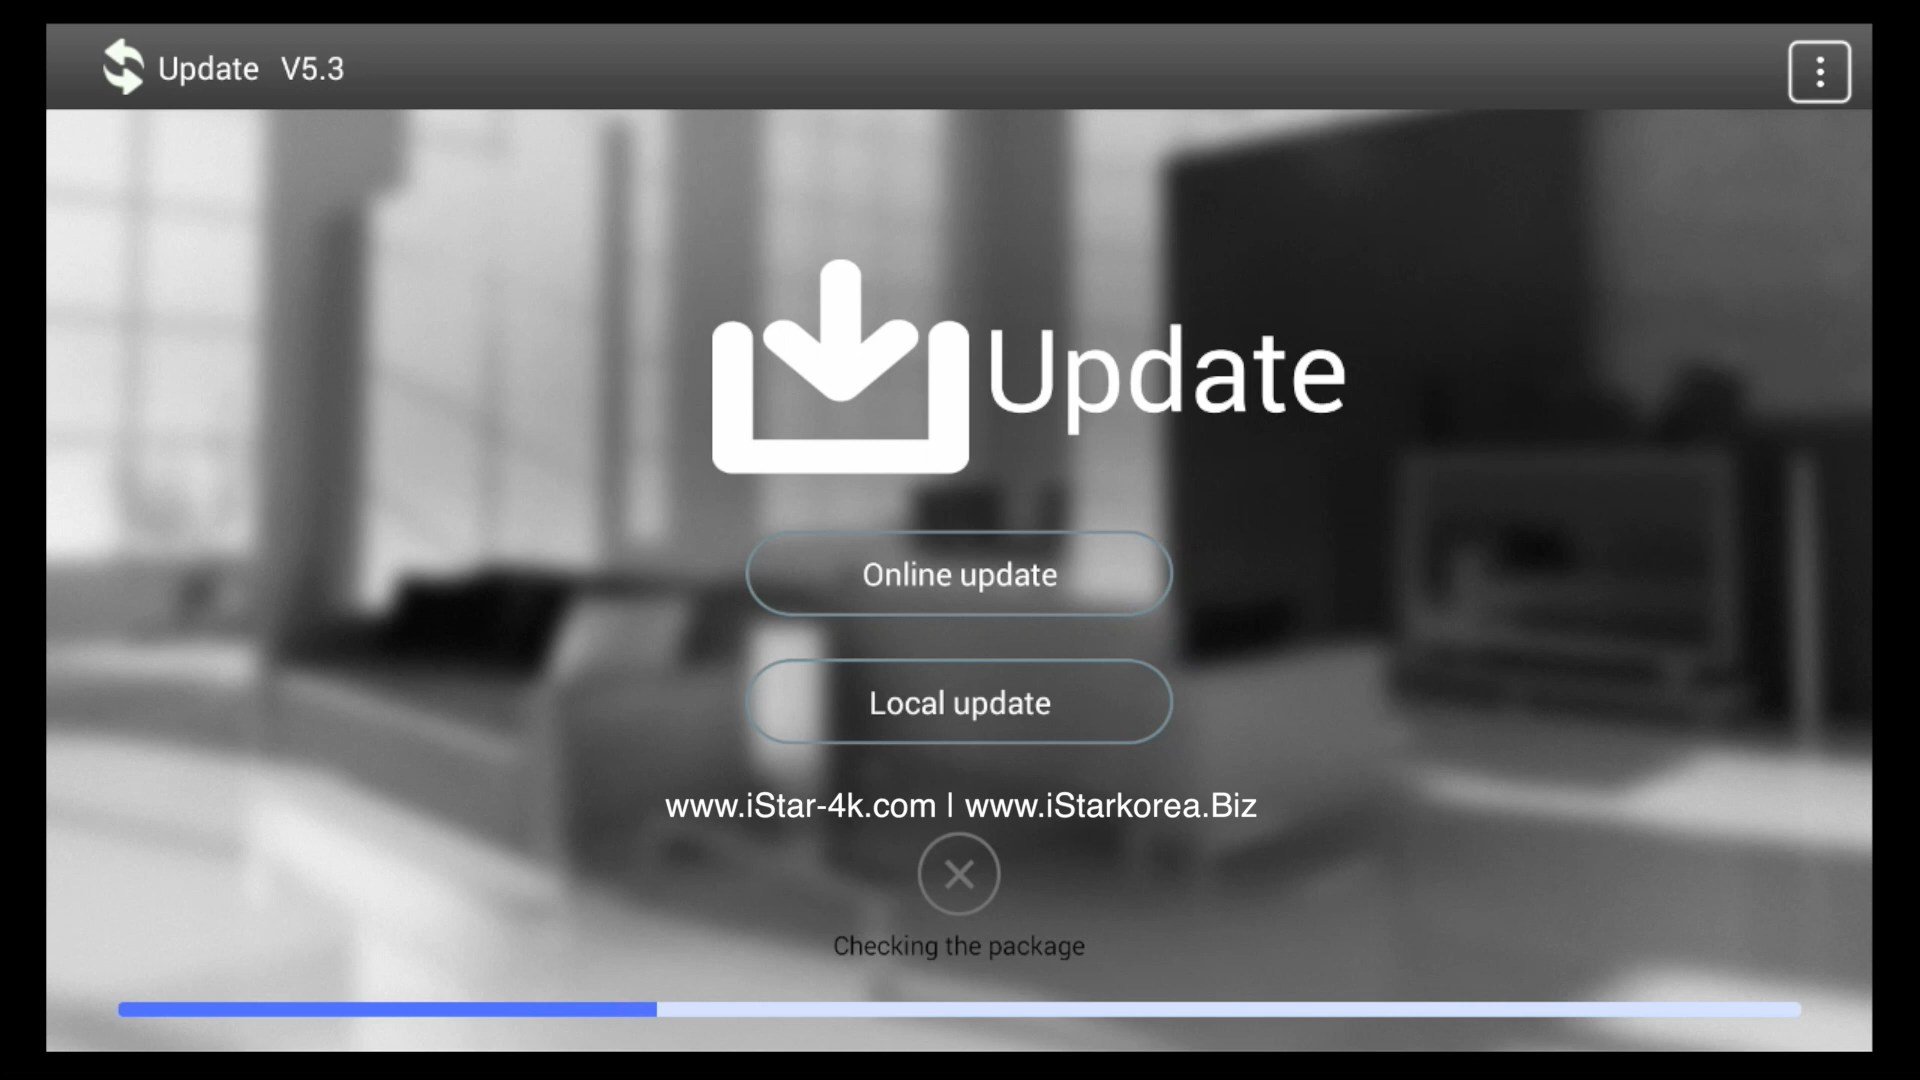 Update V5.3
Update
Online update
Local update
www.iStar-4k.com | www.iStarkorea.Biz
Checking the package